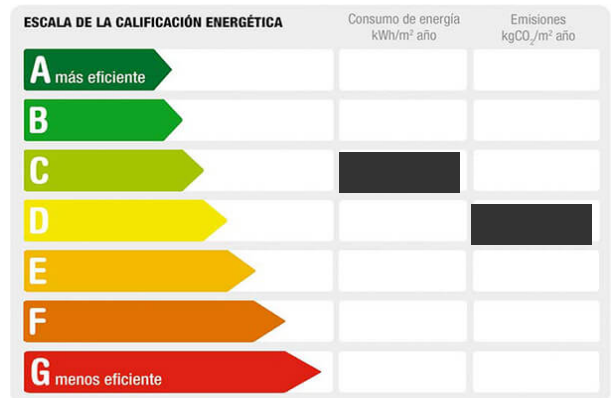 ESCALA DE LA CALIFICACIÓN ENERGÉTICA
Consumo de energía
kWh/m² año
Emisiones
kgCO₂/m² año
A más eficiente
B
C
D
E
F
G menos eficiente